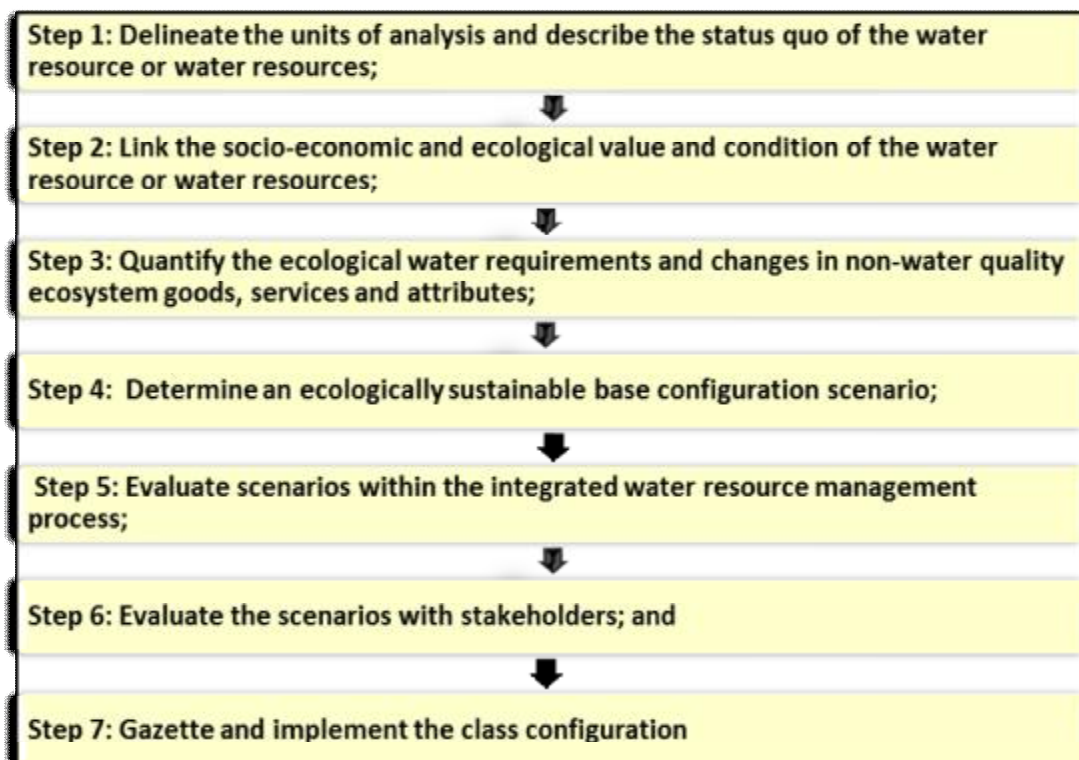 Step 1: Delineate the units of analysis and describe the status quo of the water
resource or water resources;
Step 2: Link the socio-economic and ecological value and condition of the water
resource or water resources;
Step 3: Quantify the ecological water requirements and changes in non-water quality
ecosystem goods, services and attributes;
Step 4: Determine an ecologically sustainable base configuration scenario;
Step 5: Evaluate scenarios within the integrated water resource management
process;
Step 6: Evaluate the scenarios with stakeholders; and
Step 7: Gazette and implement the class configuration